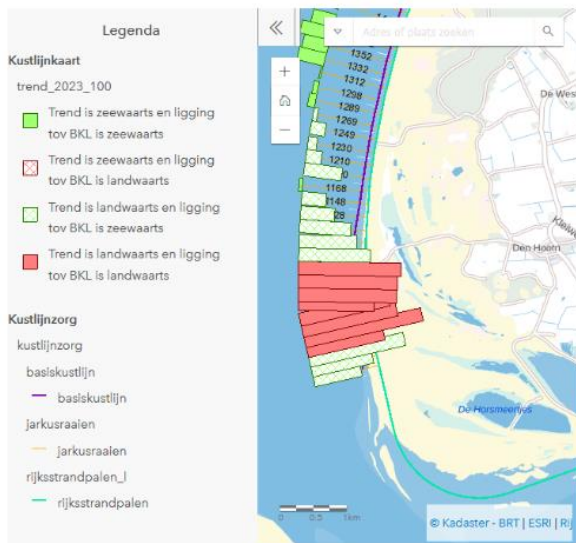 Legenda
Kustlijnkaart
trend_2023_100
Trend is zeewaarts en ligging
tov BKL is zeewaarts
Trend is zeewaarts en ligging
tov BKL is landwaarts
Trend is landwaarts en ligging
tov BKL is zeewaarts
Trend is landwaarts en ligging
tov BKL is landwaarts
Kustlijnzorg
kustlijnzorg
basiskustlijn
basiskustlijn
jarkusraaien
jarkusraaien
rijksstrandpalen_l
rijksstrandpalen
Adres of plaats zoeken
1352
1332
1312
1298
1289
1269
1249
1230
1210
1168
1148
De Wes
Den Hoorn
De Horsmeertjes
0 0.5 1km
© Kadaster - BRT | ESRI | Rij